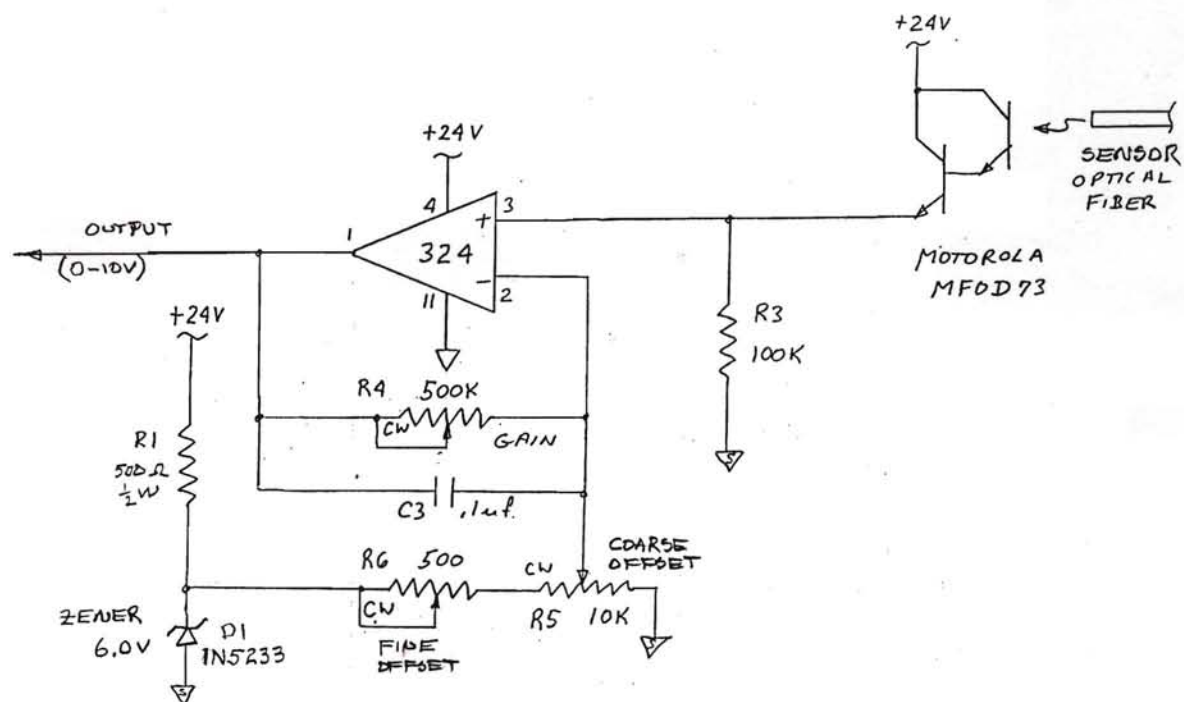 +24V
SENSOR
OPTICAL
FIBER
MOTOROLA
MFOD73
+24V
4
3
+
1
324
-
2
11
OUTPUT
(0-10V)
+24V
R3
100K
R4 500K
CW
GAIN
R1
500Ω
½W
C3 .1uf.
COARSE
OFFSET
R6 500
CW
R5 10K
CW
FINE
OFFSET
ZENER
6.0V
D1
1N5233
S
S
S